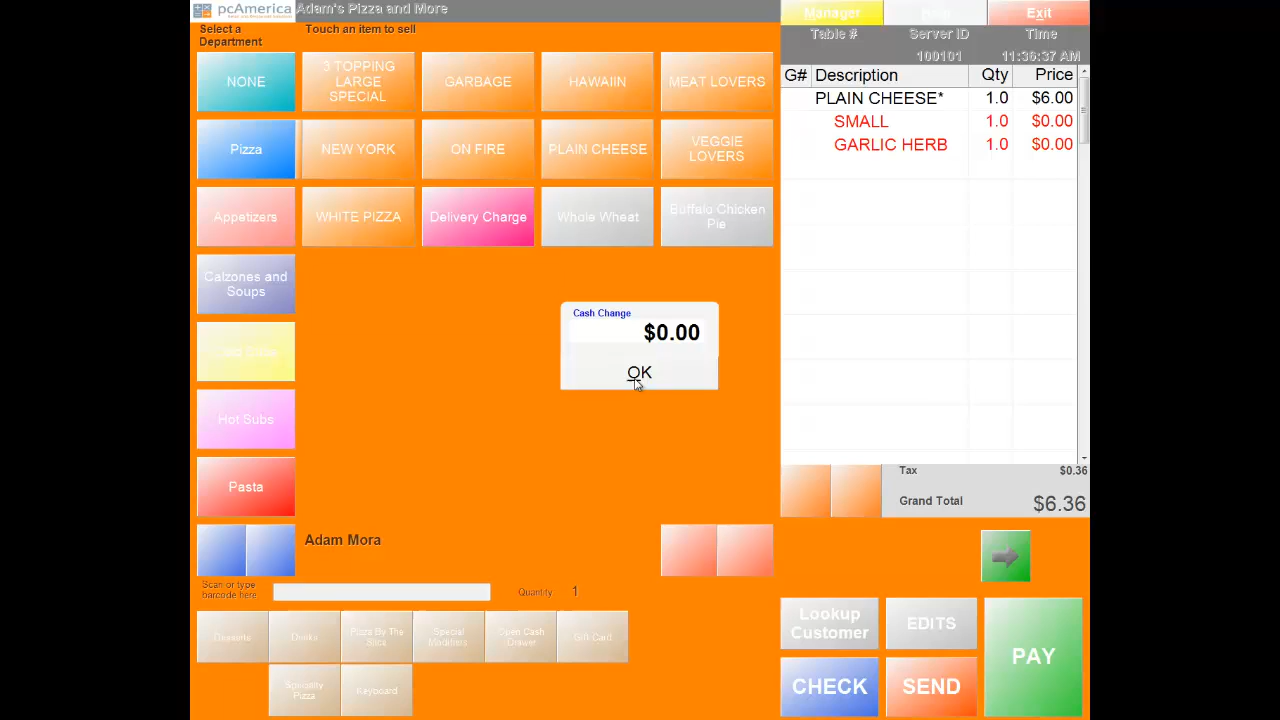 pcAmerica
Adam's Pizza and More
Manager
Exit
Select a
Department
Touch an item to sell
Table #
Server ID
Time
100101
11:36:37 AM
NONE
3 TOPPING
LARGE
SPECIAL
GARBAGE
HAWAIIN
MEAT LOVERS
G#
Description
Qty
Price
PLAIN CHEESE*
1.0
$6.00
SMALL
1.0
$0.00
GARLIC HERB
1.0
$0.00
Pizza
NEW YORK
ON FIRE
PLAIN CHEESE
VEGGIE
LOVERS
Appetizers
WHITE PIZZA
Delivery Charge
Whole Wheat
Buffalo Chicken
Pie
Calzones and
Soups
Cash Change
$0.00
OK
Hot Subs
Pasta
Tax
$0.36
Grand Total
$6.36
Adam Mora
Scan or type
barcode here
Quantity:
1
Desserts
Drinks
Pizza By The
Slice
Special
Modifiers
Open Cash
Drawer
Gift Card
Speciality
Pizza
Keyboard
Lookup
Customer
EDITS
PAY
CHECK
SEND